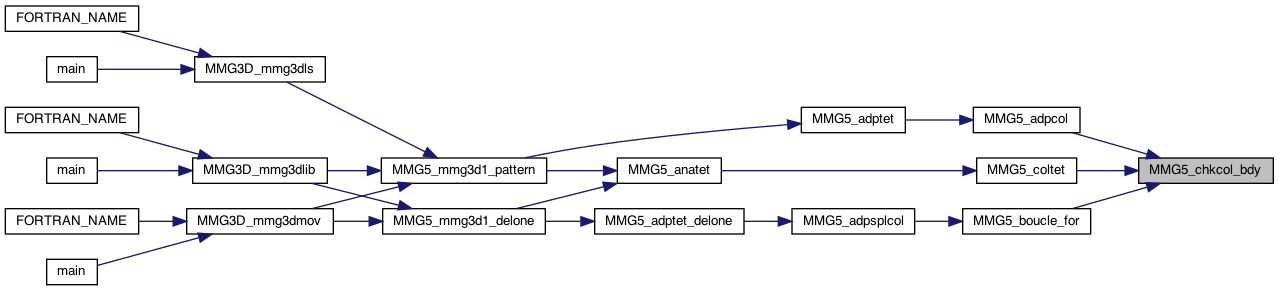 FORTRAN_NAME
main
MMG3D_mmg3dls
FORTRAN_NAME
MMG5_adptet
MMG5_adpcol
main
MMG3D_mmg3dlib
MMG5_mmg3d1_pattern
MMG5_anatet
MMG5_coltet
MMG5_chkcol_bdy
FORTRAN_NAME
MMG3D_mmg3dmov
MMG5_mmg3d1_delone
MMG5_adptet_delone
MMG5_adpsplcol
MMG5_boucle_for
main